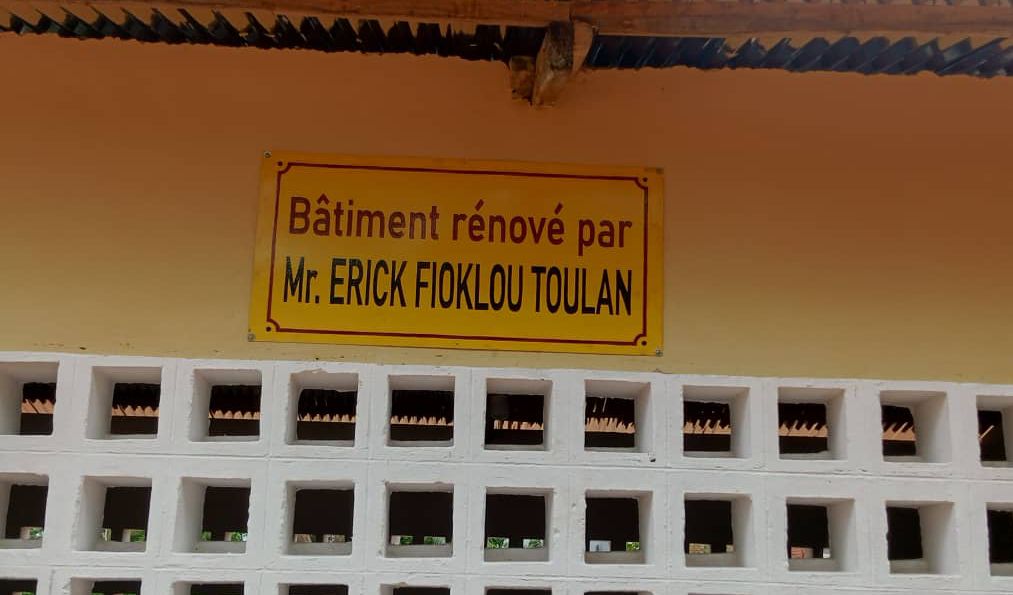 Bâtiment rénové par
Mr. ERICK FIOKLOU TOULAN